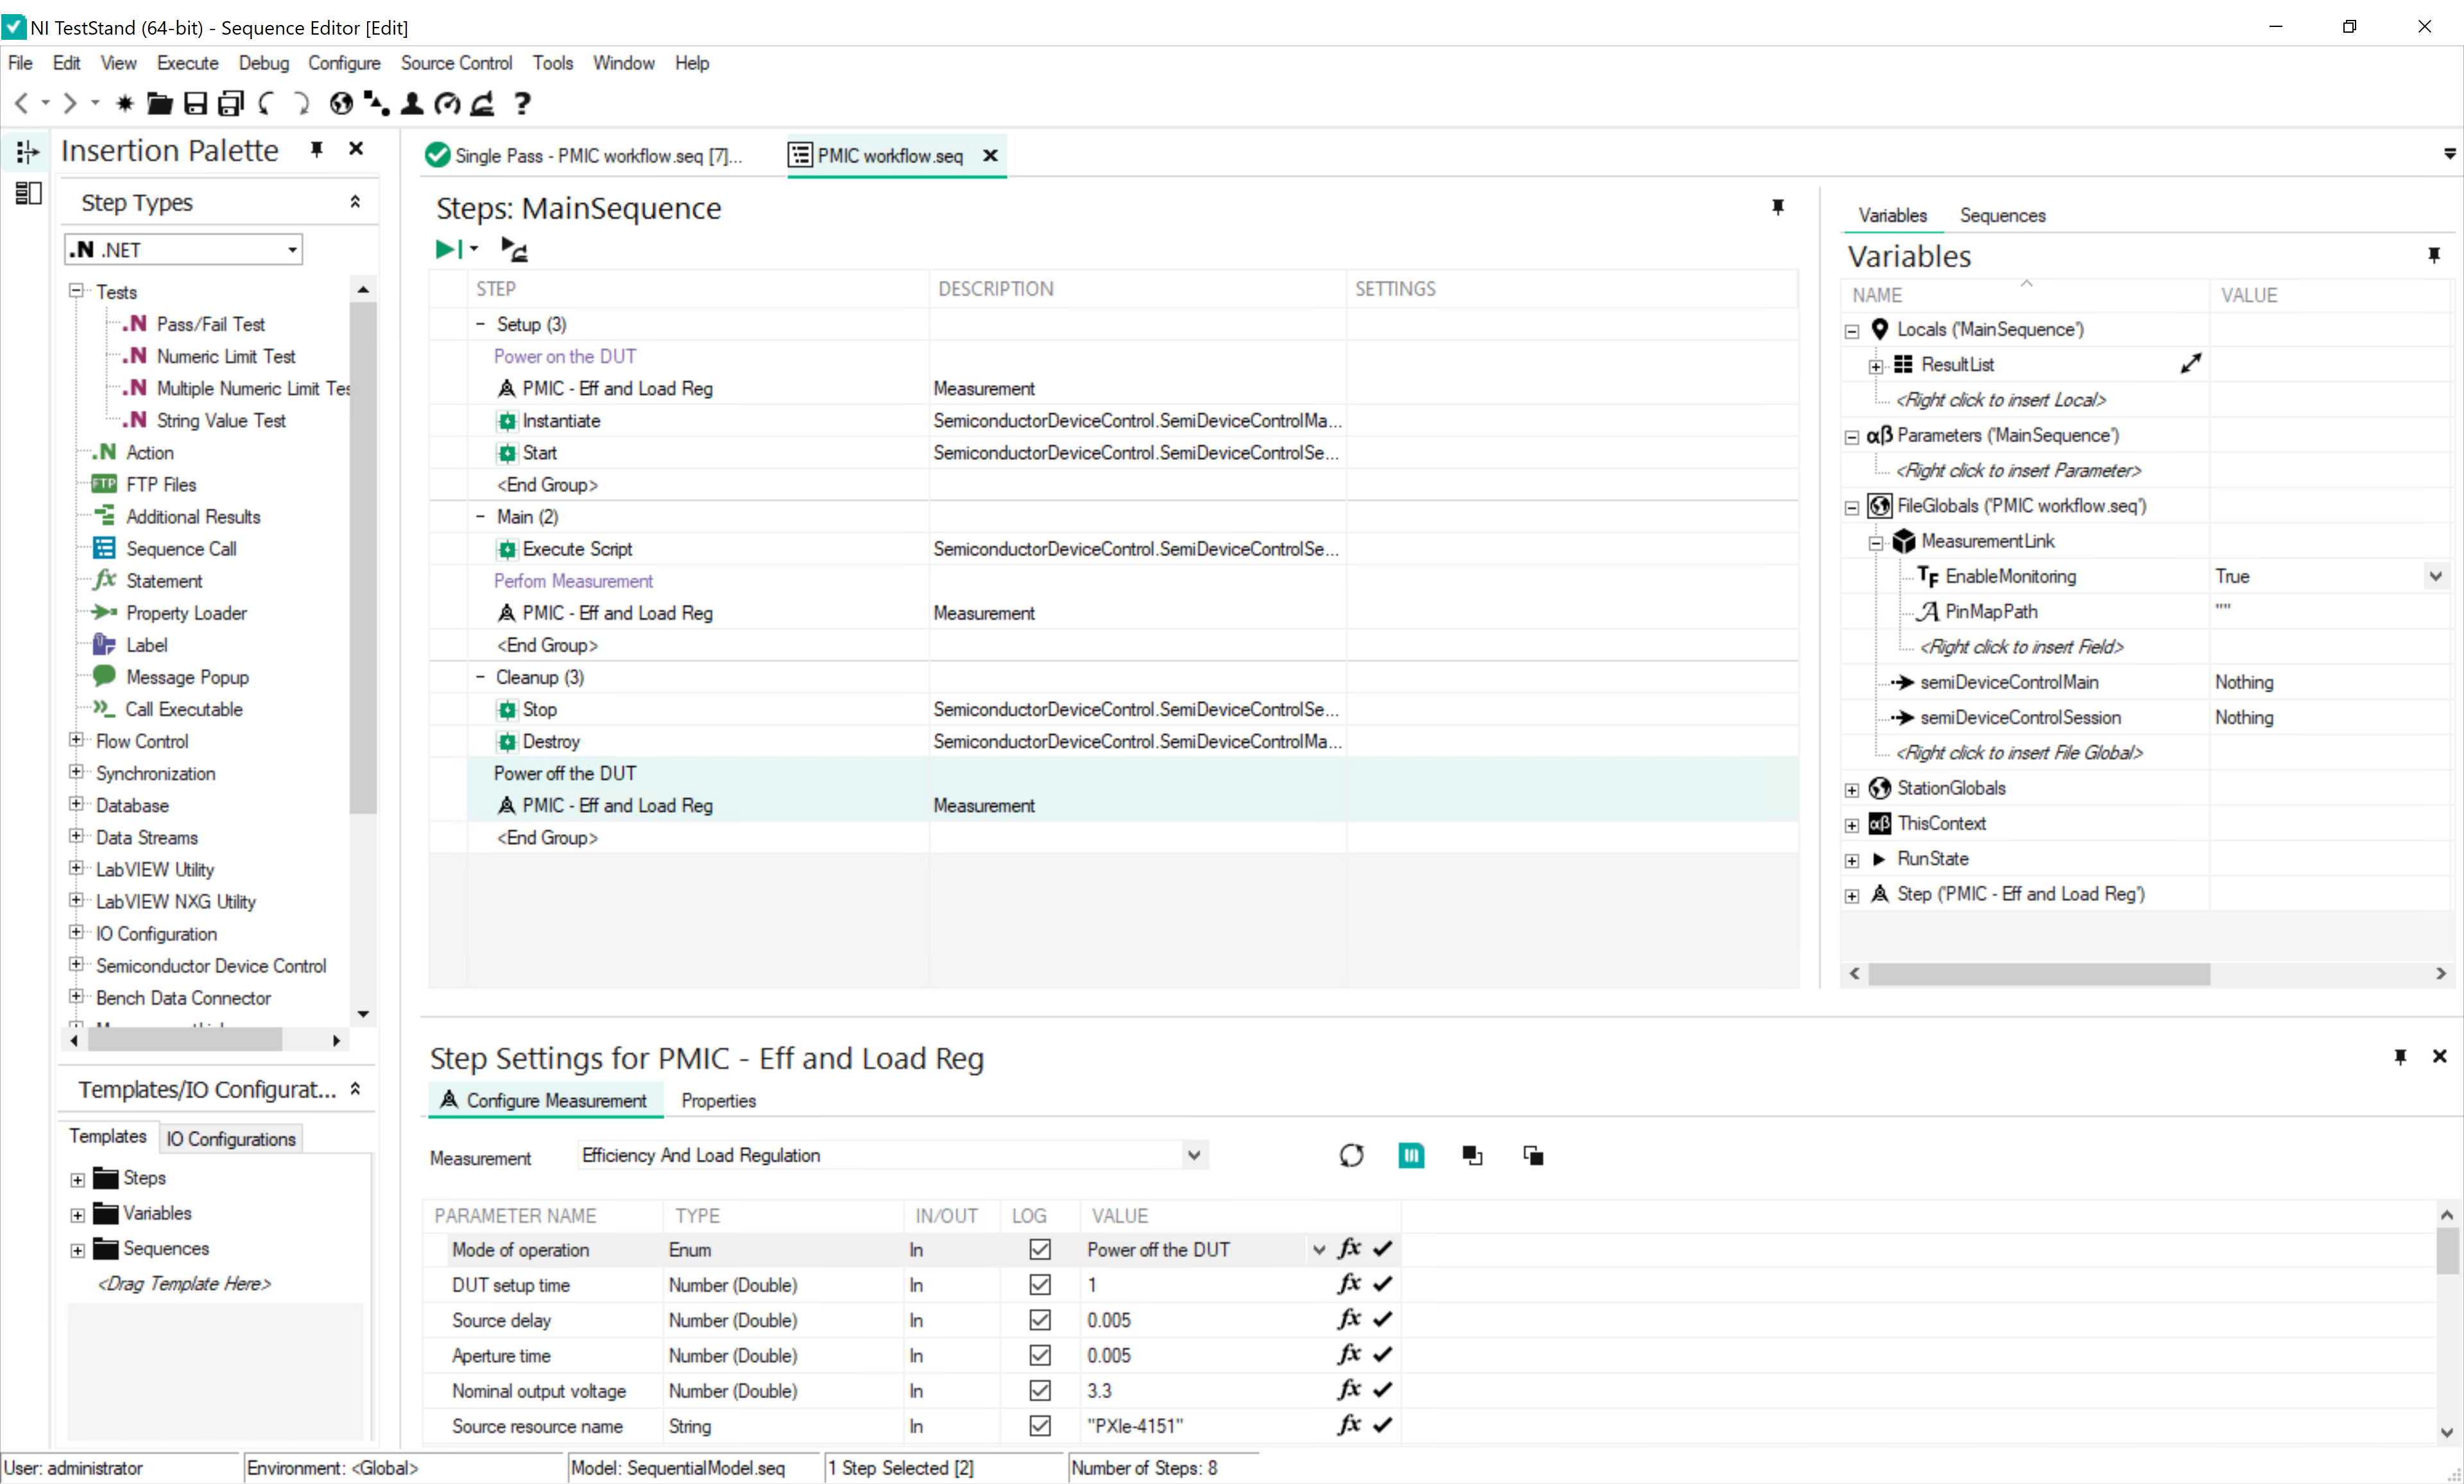 NI TestStand (64-bit) - Sequence Editor [Edit]
File Edit View Execute Debug Configure Source Control Tools Window Help
Insertion Palette
Step Types
.N .NET
Tests
.N Pass/Fail Test
.N Numeric Limit Test
.N Multiple Numeric Limit Tes
.N String Value Test
.N Action
FTP FTP Files
Additional Results
Sequence Call
fx Statement
Property Loader
Label
Message Popup
Call Executable
Flow Control
Synchronization
Database
Data Streams
LabVIEW Utility
LabVIEW NXG Utility
IO Configuration
Semiconductor Device Control
Bench Data Connector
Templates/IO Configurat...
Templates IO Configurations
Steps
Variables
Sequences
<Drag Template Here>
Single Pass - PMIC workflow.seq [7]... PMIC workflow.seq
Steps: MainSequence
STEP DESCRIPTION SETTINGS
Setup (3)
Power on the DUT
PMIC - Eff and Load Reg Measurement
Instantiate SemiconductorDeviceControl.SemiDeviceControlMa...
Start SemiconductorDeviceControl.SemiDeviceControlSe...
<End Group>
Main (2)
Execute Script SemiconductorDeviceControl.SemiDeviceControlSe...
Perfom Measurement
PMIC - Eff and Load Reg Measurement
<End Group>
Cleanup (3)
Stop SemiconductorDeviceControl.SemiDeviceControlSe...
Destroy SemiconductorDeviceControl.SemiDeviceControlMa...
Power off the DUT
PMIC - Eff and Load Reg Measurement
<End Group>
Variables Sequences
Variables
NAME VALUE
Locals ('MainSequence')
ResultList
<Right click to insert Local>
αβ Parameters ('MainSequence')
<Right click to insert Parameter>
FileGlobals ('PMIC workflow.seq')
MeasurementLink
TF EnableMonitoring True
A PinMapPath ""
<Right click to insert Field>
semiDeviceControlMain Nothing
semiDeviceControlSession Nothing
<Right click to insert File Global>
StationGlobals
αβ ThisContext
RunState
Step ('PMIC - Eff and Load Reg')
Step Settings for PMIC - Eff and Load Reg
Configure Measurement Properties
Measurement Efficiency And Load Regulation
PARAMETER NAME TYPE IN/OUT LOG VALUE
Mode of operation Enum In Power off the DUT fx
DUT setup time Number (Double) In 1 fx
Source delay Number (Double) In 0.005 fx
Aperture time Number (Double) In 0.005 fx
Nominal output voltage Number (Double) In 3.3 fx
Source resource name String In "PXIe-4151" fx
User: administrator Environment: <Global> Model: SequentialModel.seq 1 Step Selected [2] Number of Steps: 8